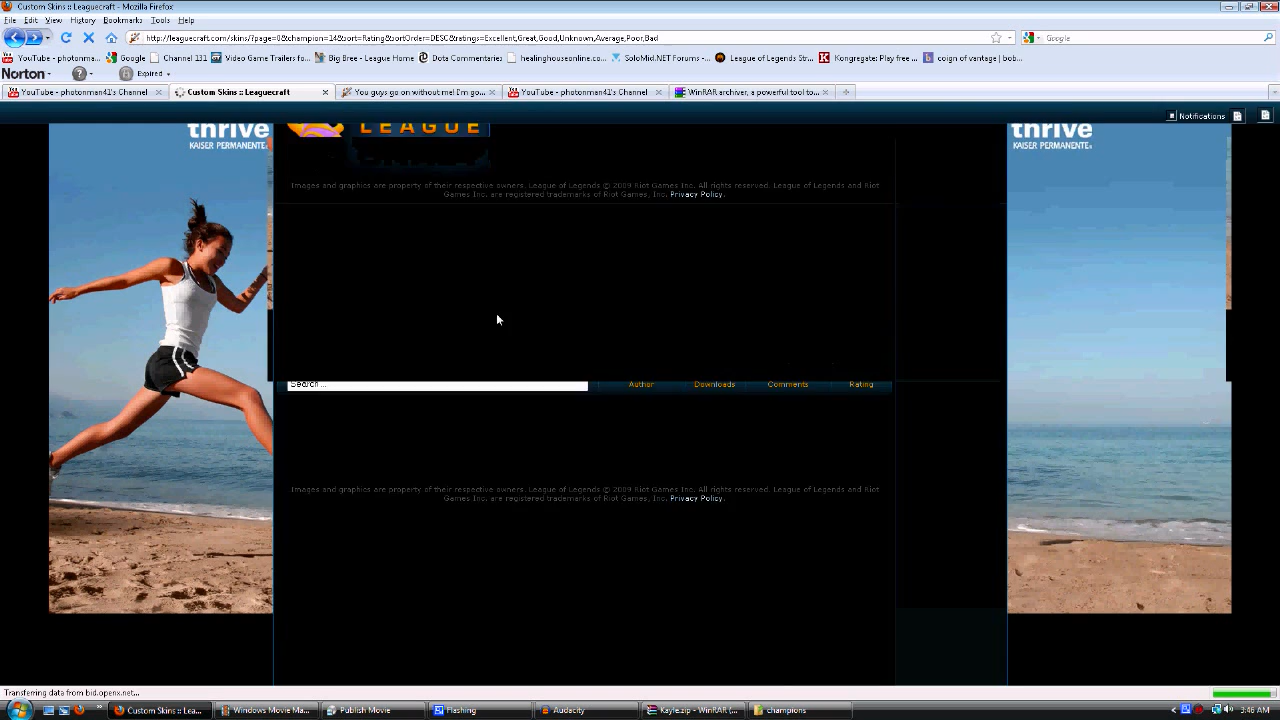 Custom Skins :: Leaguecraft - Mozilla Firefox
File Edit View History Bookmarks Tools Help
http://leaguecraft.com/skins/?page=0&champion=14&sort=Rating&sortOrder=DESC&ratings=Excellent,Great,Good,Unknown,Average,Poor,Bad
Google
YouTube - photonma... Google Channel 131 Video Game Trailers fo... Big Bree - League Home Dota Commentaries healinghouseonline.co... SoloMid.NET Forums -... League of Legends Str... Kongregate: Play free ... coign of vantage | bob...
Norton Expired
YouTube - photonman41's Channel Custom Skins :: Leaguecraft You guys go on without me! I'm go... YouTube - photonman41's Channel WinRAR archiver, a powerful tool to...
Notifications
thrive
KAISER PERMANENTE®
LEAGUE
thrive
KAISER PERMANENTE®
Images and graphics are property of their respective owners. League of Legends © 2009 Riot Games Inc. All rights reserved. League of Legends and Riot
Games Inc. are registered trademarks of Riot Games, Inc. Privacy Policy.
Search ... Author Downloads Comments Rating
Images and graphics are property of their respective owners. League of Legends © 2009 Riot Games Inc. All rights reserved. League of Legends and Riot
Games Inc. are registered trademarks of Riot Games, Inc. Privacy Policy.
Transferring data from bid.openx.net...
Custom Skins :: Lea... Windows Movie Ma... Publish Movie Flashing Audacity Kayle.zip - WinRAR (... champions 3:46 AM